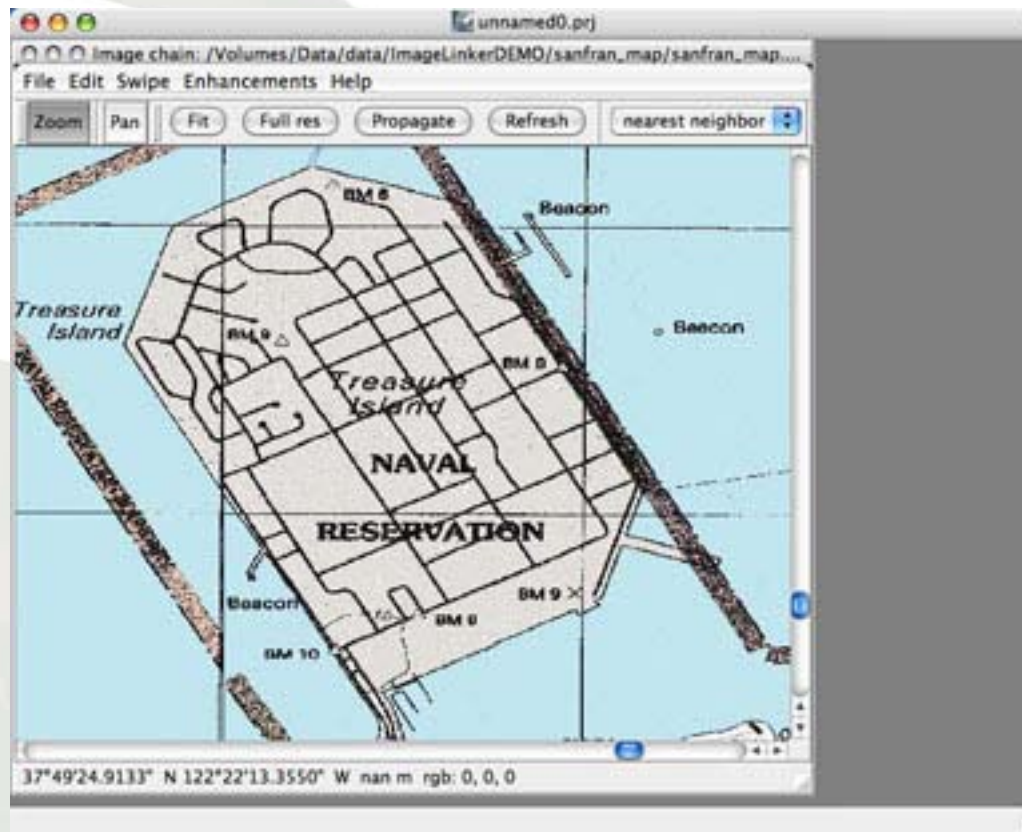 unnamed0.prj
Image chain: /Volumes/Data/data/ImageLinkerDEMO/sanfran_map/sanfran_map....
File Edit Swipe Enhancements Help
Zoom Pan Fit Full res Propagate Refresh nearest neighbor
BM 6
Beacon
Treasure
Island
BM 9
Beacon
BM 8
Treasure
Island
NAVAL
RESERVATION
Beacon
BM 9
BM 8
BM 10
37°49'24.9133" N 122°22'13.3550" W nan m rgb: 0, 0, 0